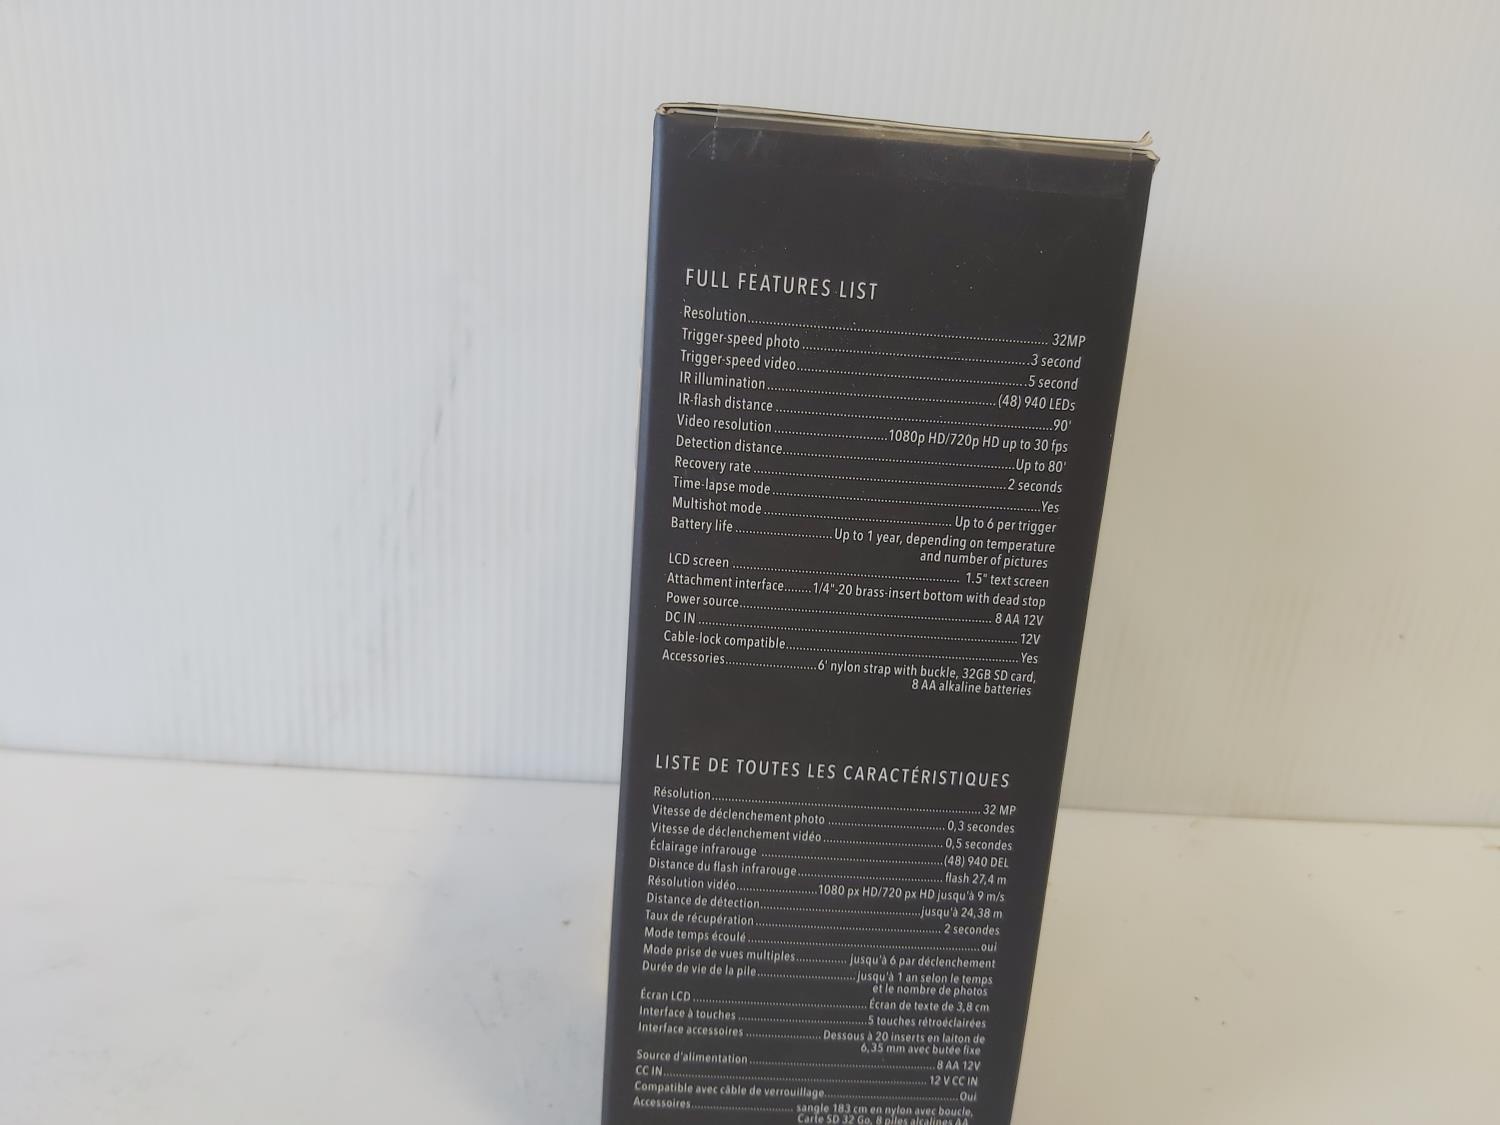 FULL FEATURES LIST
Resolution.......... 32MP
Trigger-speed photo ...........3 second
Trigger-speed video...........5 second
IR illumination.......... (48) 940 LEDs
IR-flash distance ..........90'
Video resolution ..........1080p HD/720p HD up to 30 fps
Detection distance..........Up to 80'
Recovery rate .......... 2 seconds
Time-lapse mode..........Yes
Multishot mode .......... Up to 6 per trigger
Battery life ..........Up to 1 year, depending on temperature
and number of pictures
LCD screen .......... 1.5" text screen
Attachment interface........1/4"-20 brass-insert bottom with dead stop
Power source.......... 8 AA 12V
DC IN .......... 12V
Cable-lock compatible.......... Yes
Accessories..........6' nylon strap with buckle, 32GB SD card,
8 AA alkaline batteries
LISTE DE TOUTES LES CARACTÉRISTIQUES
Résolution.......... 32 MP
Vitesse de déclenchement photo .......... 0,3 secondes
Vitesse de déclenchement vidéo .......... 0,5 secondes
Éclairage infrarouge ..........(48) 940 DEL
Distance du flash infrarouge.......... flash 27,4 m
Résolution vidéo..........1080 px HD/720 px HD jusqu'à 9 m/s
Distance de détection..........jusqu'à 24,38 m
Taux de récupération.......... 2 secondes
Mode temps écoulé ..........oui
Mode prise de vues multiples.......... jusqu'à 6 par déclenchement
Durée de vie de la pile..........jusqu'à 1 an selon le temps
et le nombre de photos
Écran LCD .......... Écran de texte de 3,8 cm
Interface à touches ..........5 touches rétroéclairées
Interface accessoires .......... Dessous à 20 inserts en laiton de
6,35 mm avec butée fixe
Source d'alimentation ..........8 AA 12V
CC IN.......... 12 V CC IN
Compatible avec câble de verrouillage..........Oui
Accessoires.......... sangle 183 cm en nylon avec boucle,
Carte SD 32 Go, 8 piles alcalines AA